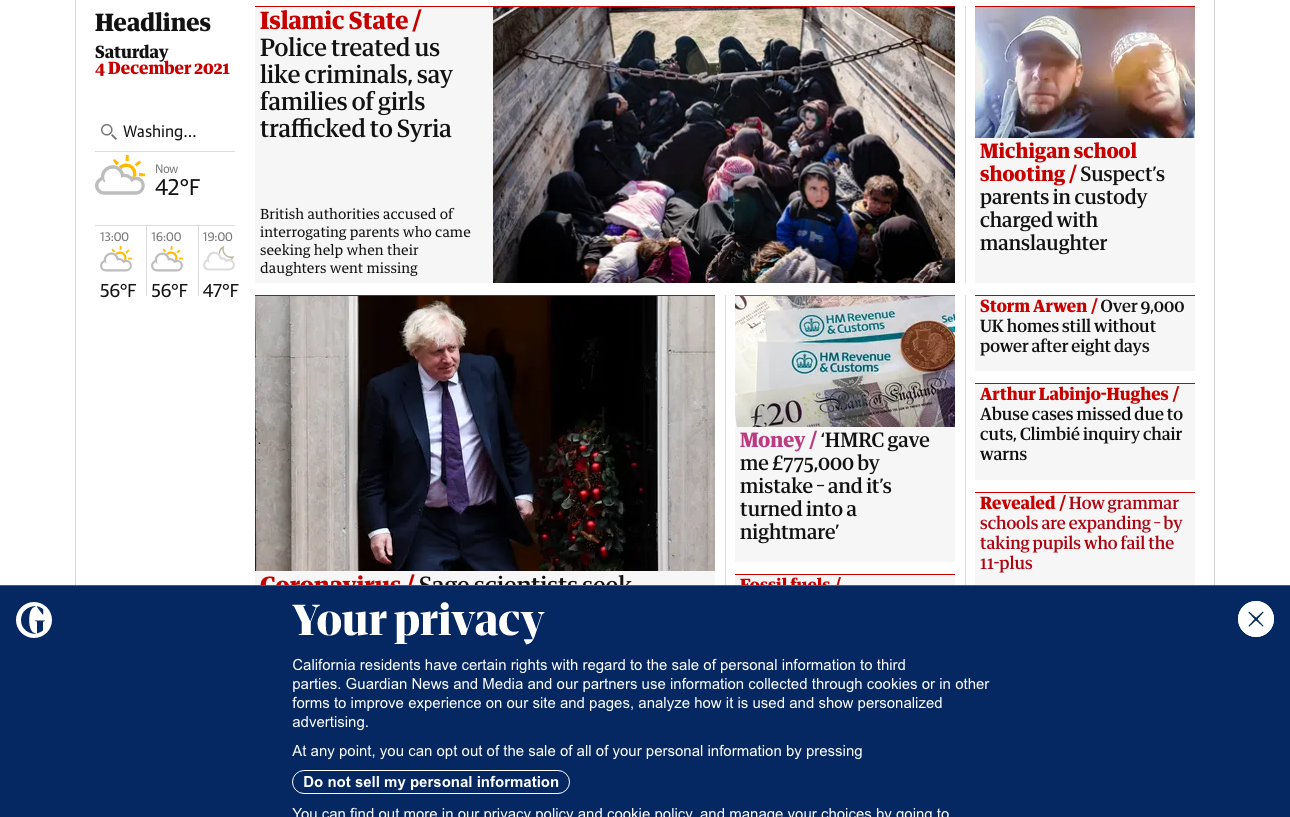 Headlines
Saturday
4 December 2021
Washing...
Now
42°F
13:00
16:00
19:00
56°F
56°F
47°F
Islamic State /
Police treated us
like criminals, say
families of girls
trafficked to Syria
British authorities accused of
interrogating parents who came
seeking help when their
daughters went missing
Michigan school
shooting / Suspect's
parents in custody
charged with
manslaughter
Coronavirus / Sage scientists seek
HM Revenue
& Customs
HM Revenue
& Customs
£20
Bank of England
Money / ‘HMRC gave
me £775,000 by
mistake – and it’s
turned into a
nightmare’
Fossil fuels /
Storm Arwen / Over 9,000
UK homes still without
power after eight days
Arthur Labinjo-Hughes /
Abuse cases missed due to
cuts, Climbié inquiry chair
warns
Revealed / How grammar
schools are expanding – by
taking pupils who fail the
11-plus
Your privacy
California residents have certain rights with regard to the sale of personal information to third
parties. Guardian News and Media and our partners use information collected through cookies or in other
forms to improve experience on our site and pages, analyze how it is used and show personalized
advertising.
At any point, you can opt out of the sale of all of your personal information by pressing
Do not sell my personal information
You can find out more in our privacy policy and cookie policy, and manage your choices by going to